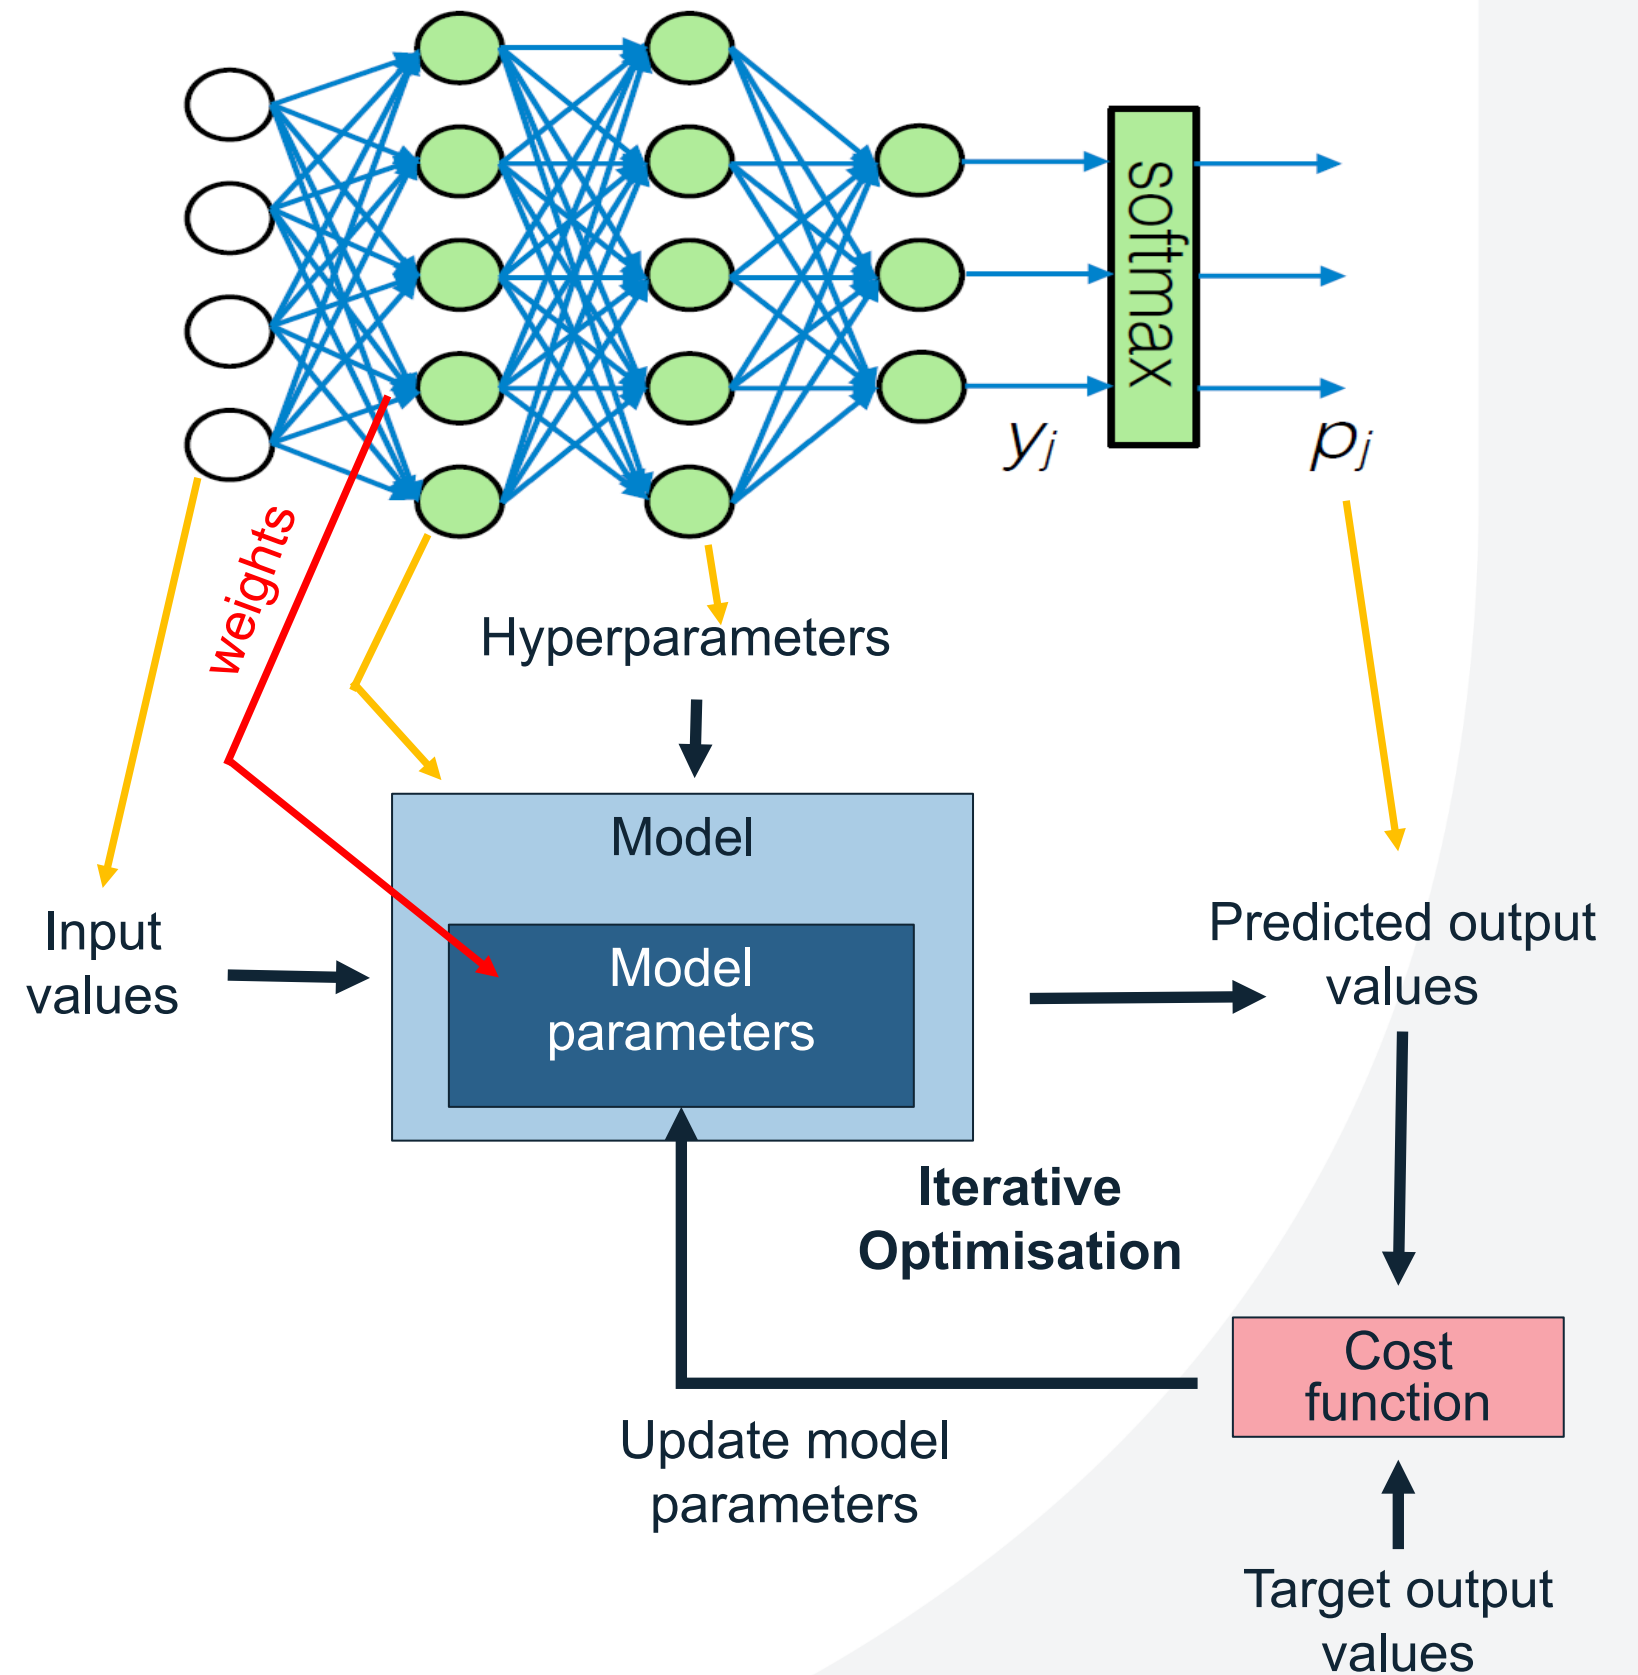 softmax
yj
pj
weights
Hyperparameters
Model
Model
parameters
Input
values
Predicted output
values
Iterative
Optimisation
Cost
function
Update model
parameters
Target output
values